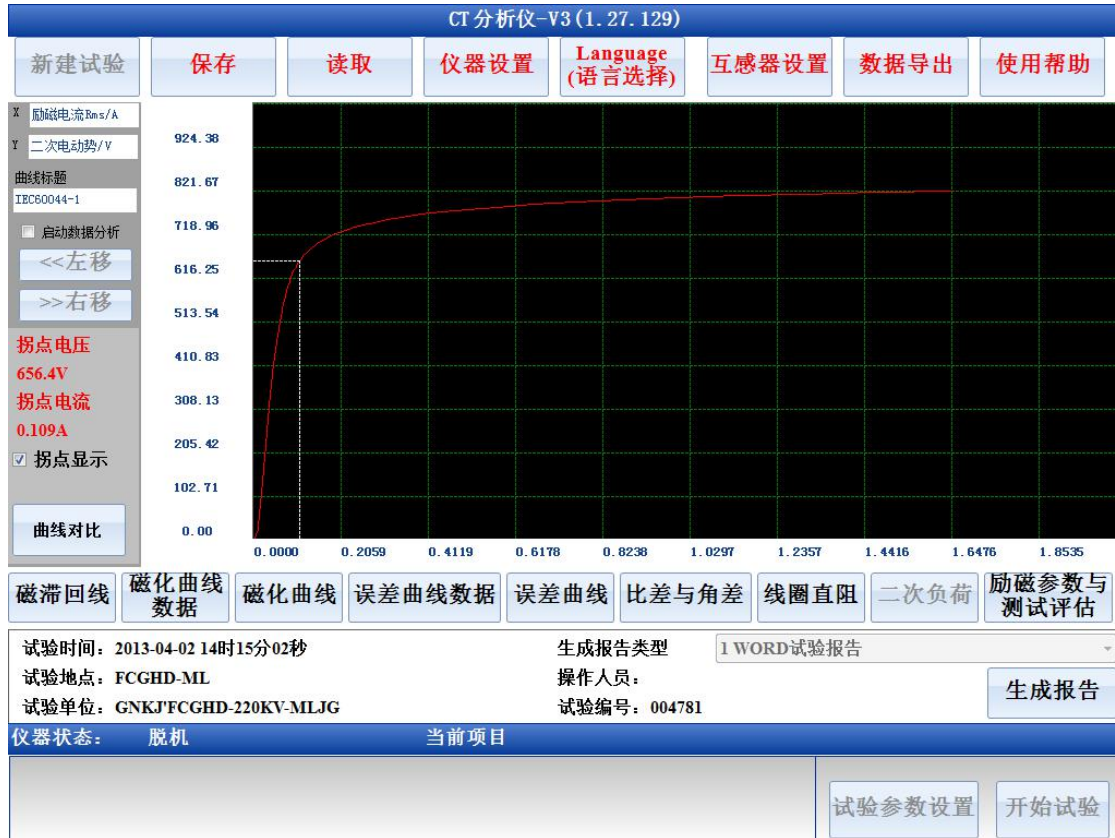 CT分析仪-V3(1.27.129)
新建试验
保存
读取
仪器设置
Language
(语言选择)
互感器设置
数据导出
使用帮助
X 励磁电流Rms/A
Y 二次电动势/V
曲线标题
IEC60044-1
启动数据分析
<<左移
>>右移
拐点电压
656.4V
拐点电流
0.109A
拐点显示
曲线对比
924.38
821.67
718.96
616.25
513.54
410.83
308.13
205.42
102.71
0.00
0.0000 0.2059 0.4119 0.6178 0.8238 1.0297 1.2357 1.4416 1.6476 1.8535
磁滞回线
磁化曲线
数据
磁化曲线
误差曲线数据
误差曲线
比差与角差
线圈直阻
二次负荷
励磁参数与
测试评估
试验时间：2013-04-02 14时15分02秒
试验地点：FCGHD-ML
试验单位：GNKJ'FCGHD-220KV-MLJG
生成报告类型 1 WORD试验报告
操作人员：
试验编号：004781
生成报告
仪器状态： 脱机 当前项目
试验参数设置
开始试验